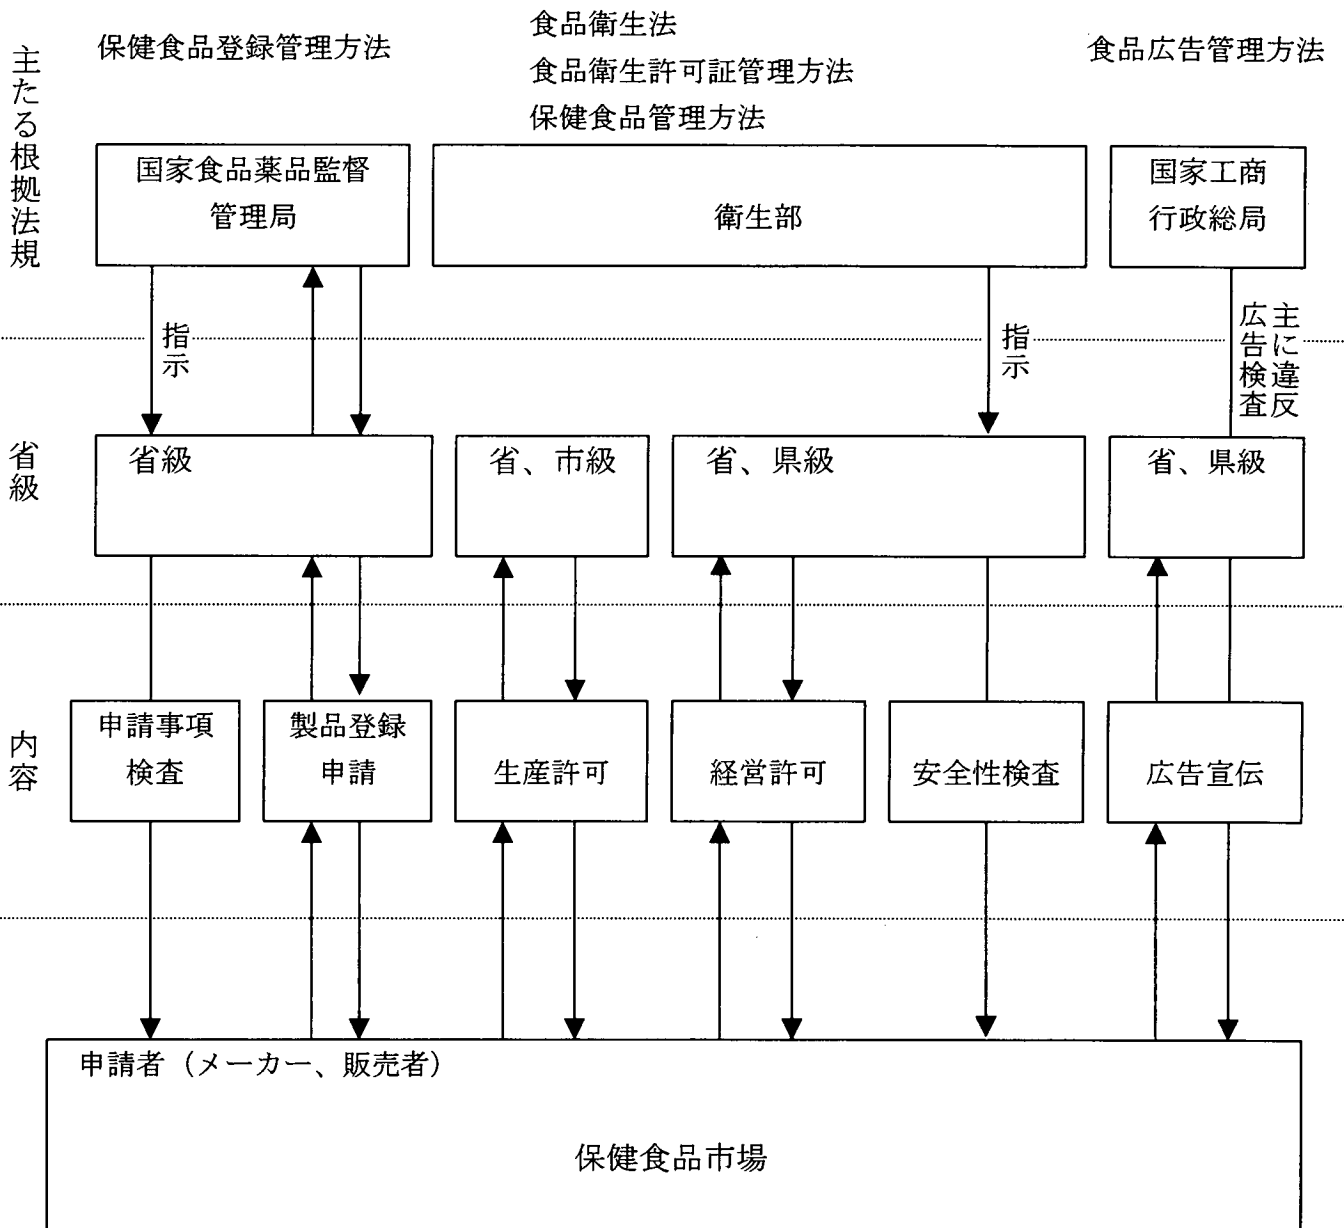 主たる根拠法規
保健食品登録管理方法
食品衛生法
食品衛生許可証管理方法
保健食品管理方法
食品広告管理方法
国家食品薬品監督
管理局
衛生部
国家工商
行政総局
指示
指示
主に違反
広告検査
省級
省級
省、市級
省、県級
省、県級
内容
申請事項
検査
製品登録
申請
生産許可
経営許可
安全性検査
広告宣伝
申請者（メーカー、販売者）
保健食品市場